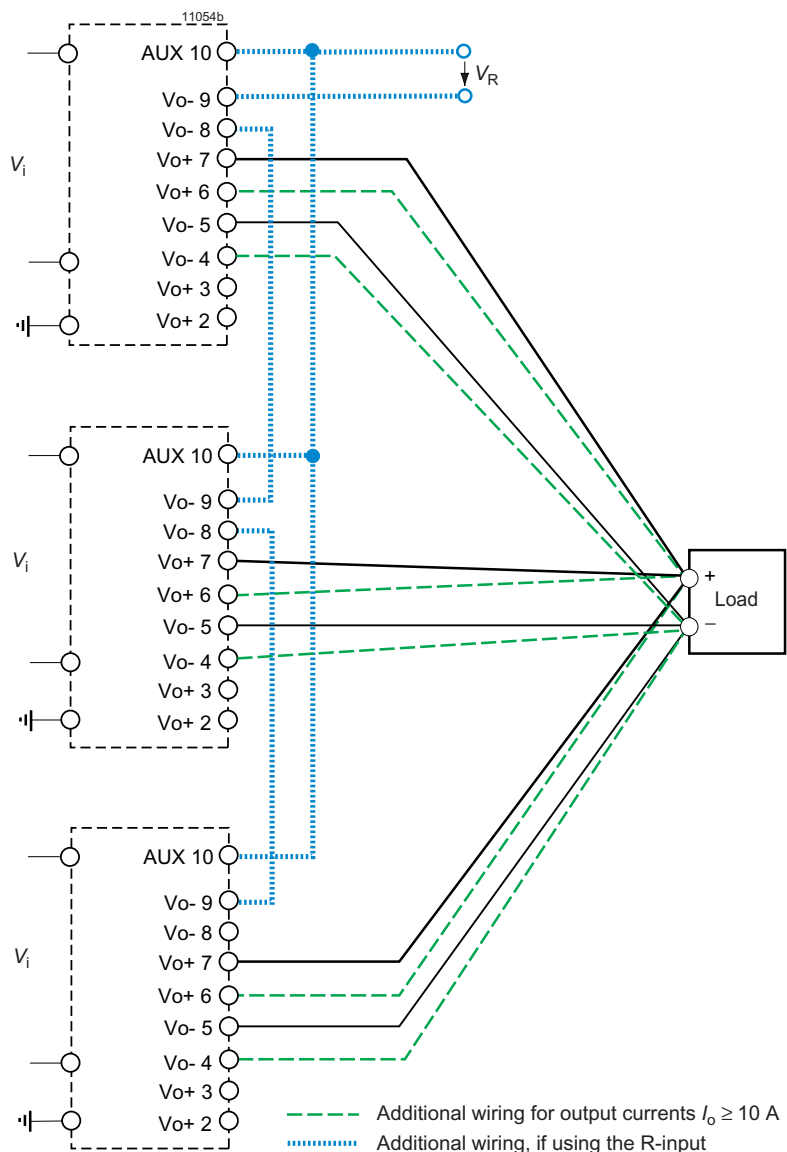 11054b
AUX 10
V_R
Vo- 9
Vo- 8
V_i
Vo+ 7
Vo+ 6
Vo- 5
Vo- 4
Vo+ 3
Vo+ 2
AUX 10
Vo- 9
Vo- 8
V_i
Vo+ 7
Vo+ 6
Vo- 5
Vo- 4
Vo+ 3
Vo+ 2
+
Load
–
AUX 10
Vo- 9
Vo- 8
V_i
Vo+ 7
Vo+ 6
Vo- 5
Vo- 4
Vo+ 3
Vo+ 2
Additional wiring for output currents I_o ≥ 10 A
Additional wiring, if using the R-input